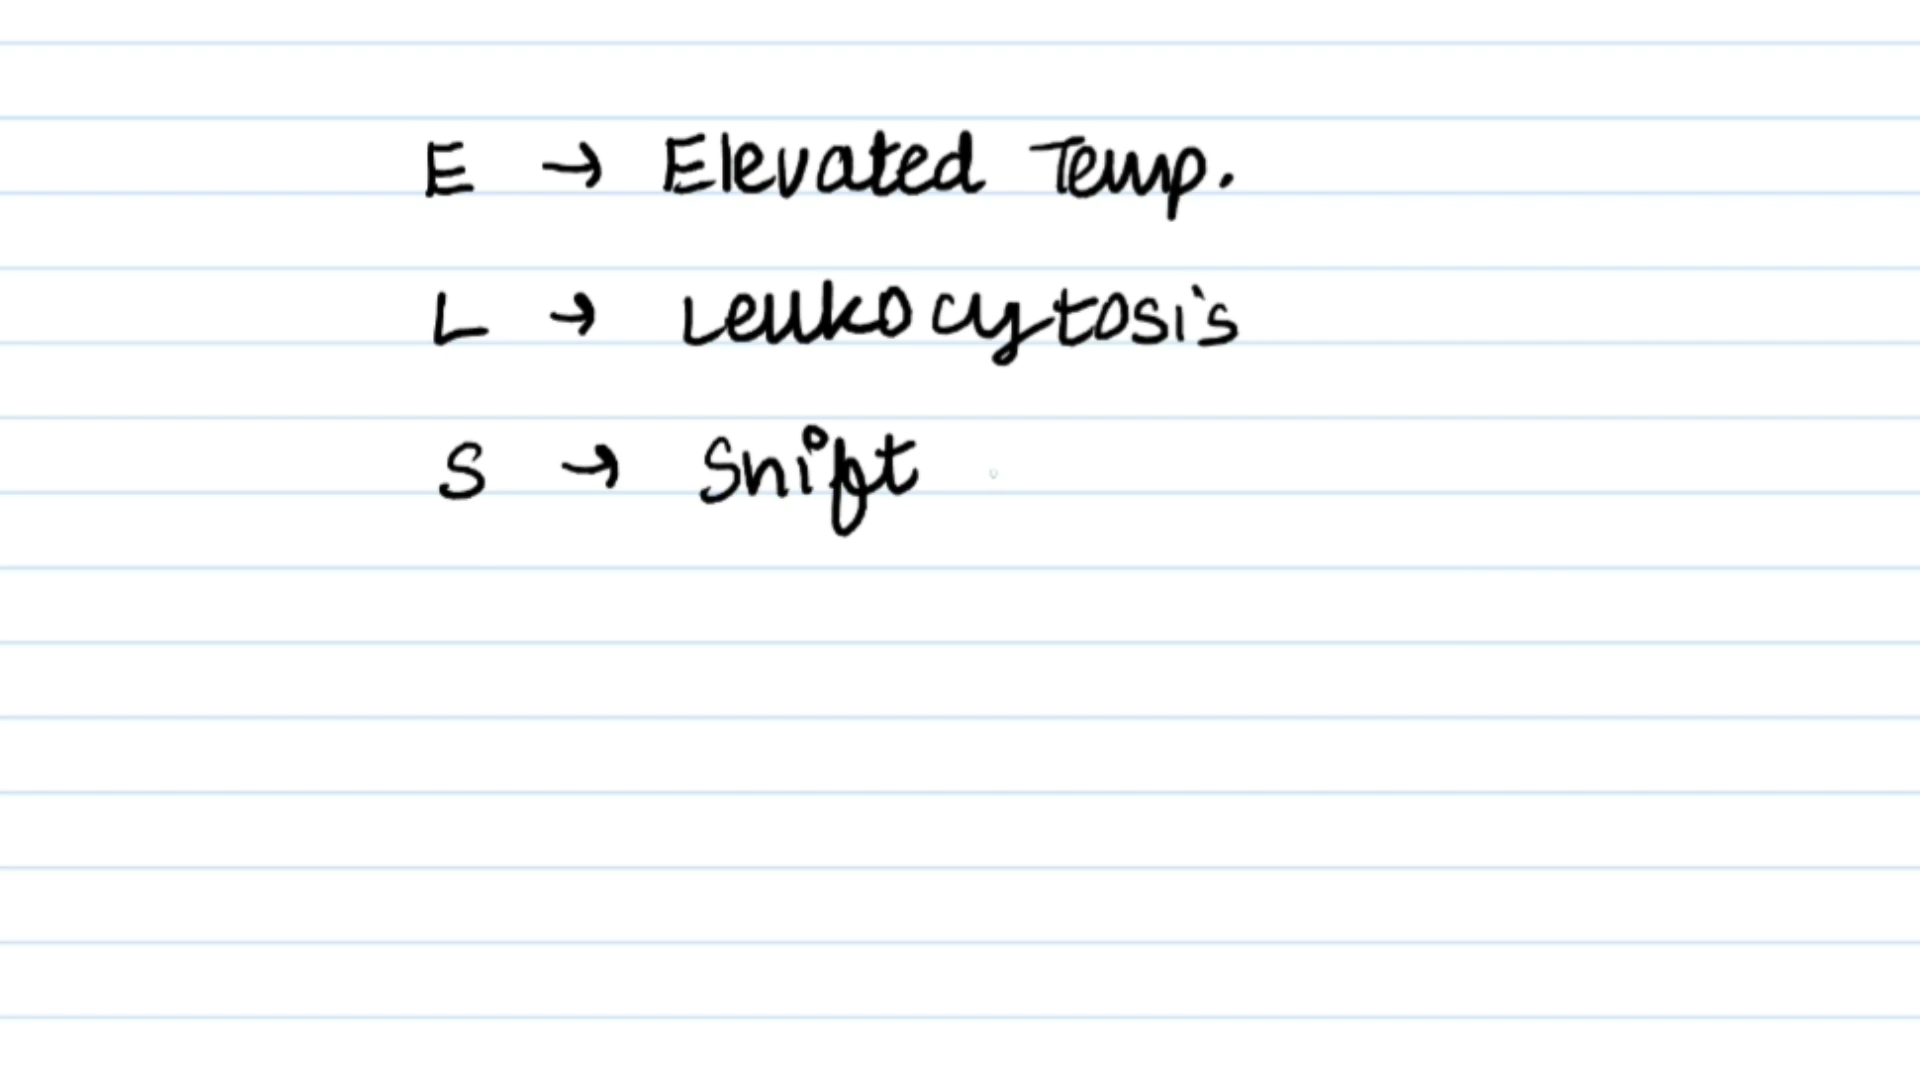 E → Elevated Temp.
L → Leukocytosis
S → Shift